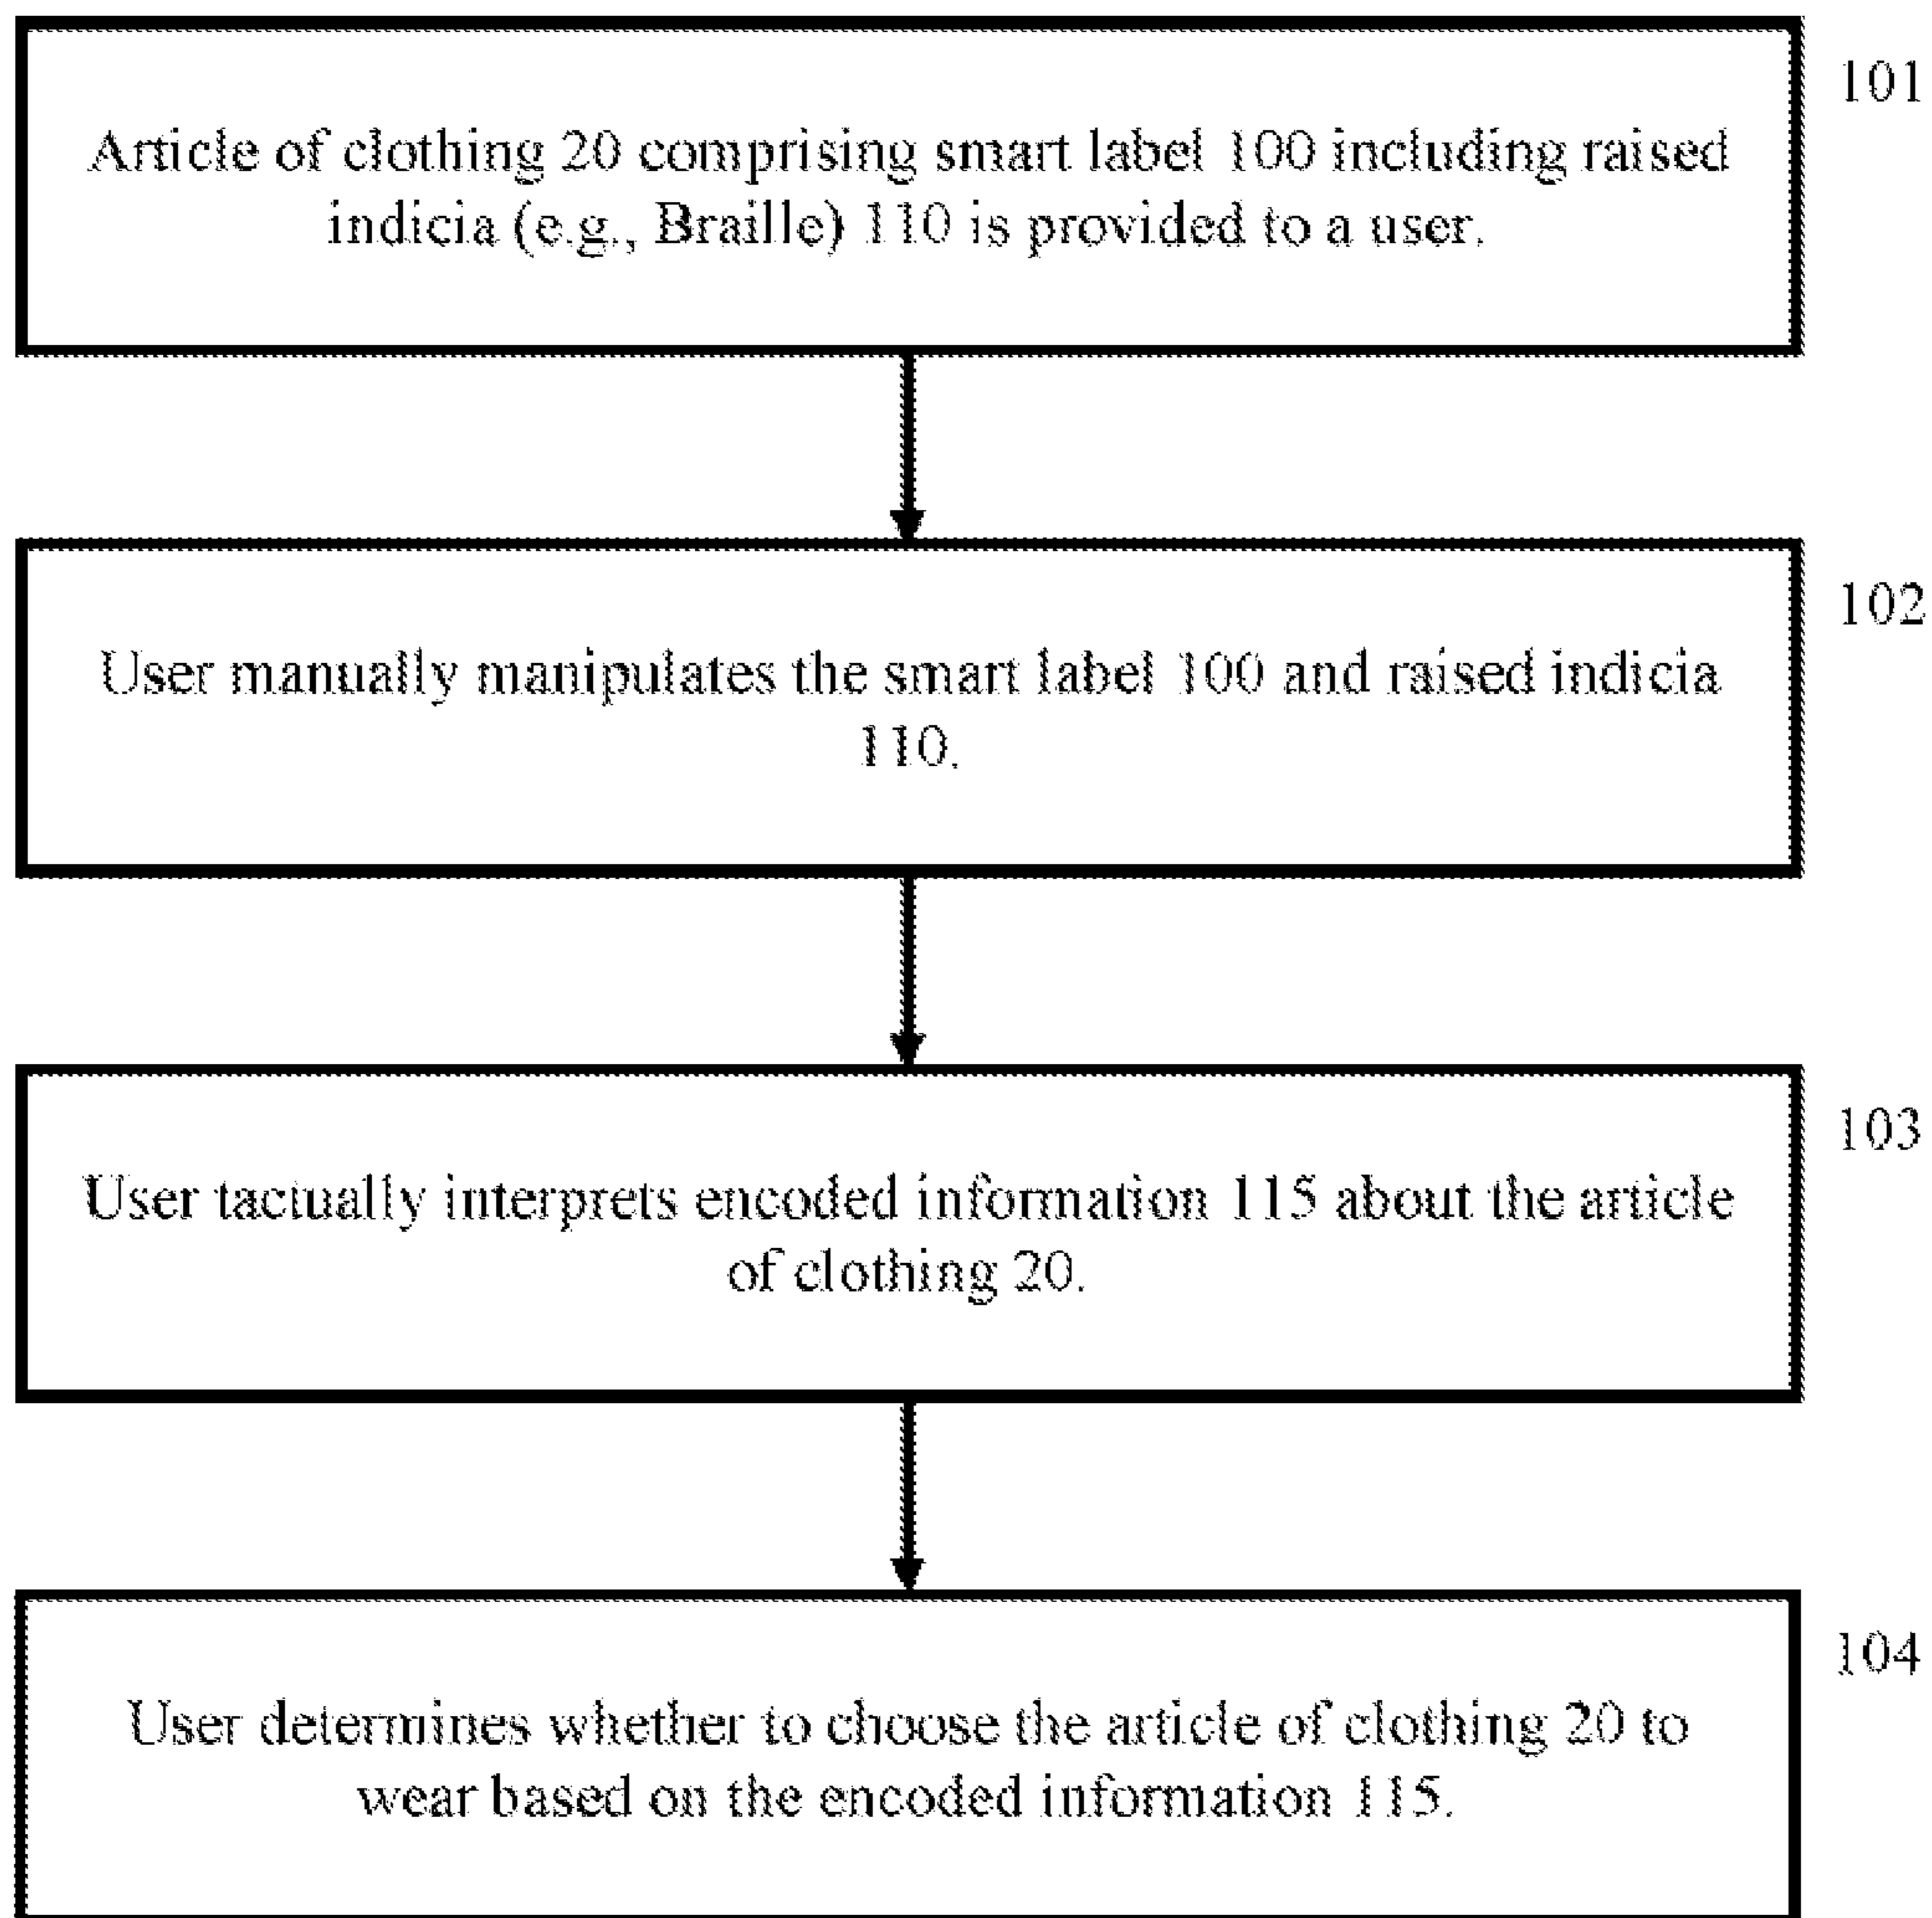 101
Article of clothing 20 comprising smart label 100 including raised
indicia (e.g., Braille) 110 is provided to a user.
102
User manually manipulates the smart label 100 and raised indicia
110.
103
User tactually interprets encoded information 115 about the article
of clothing 20.
104
User determines whether to choose the article of clothing 20 to
wear based on the encoded information 115.